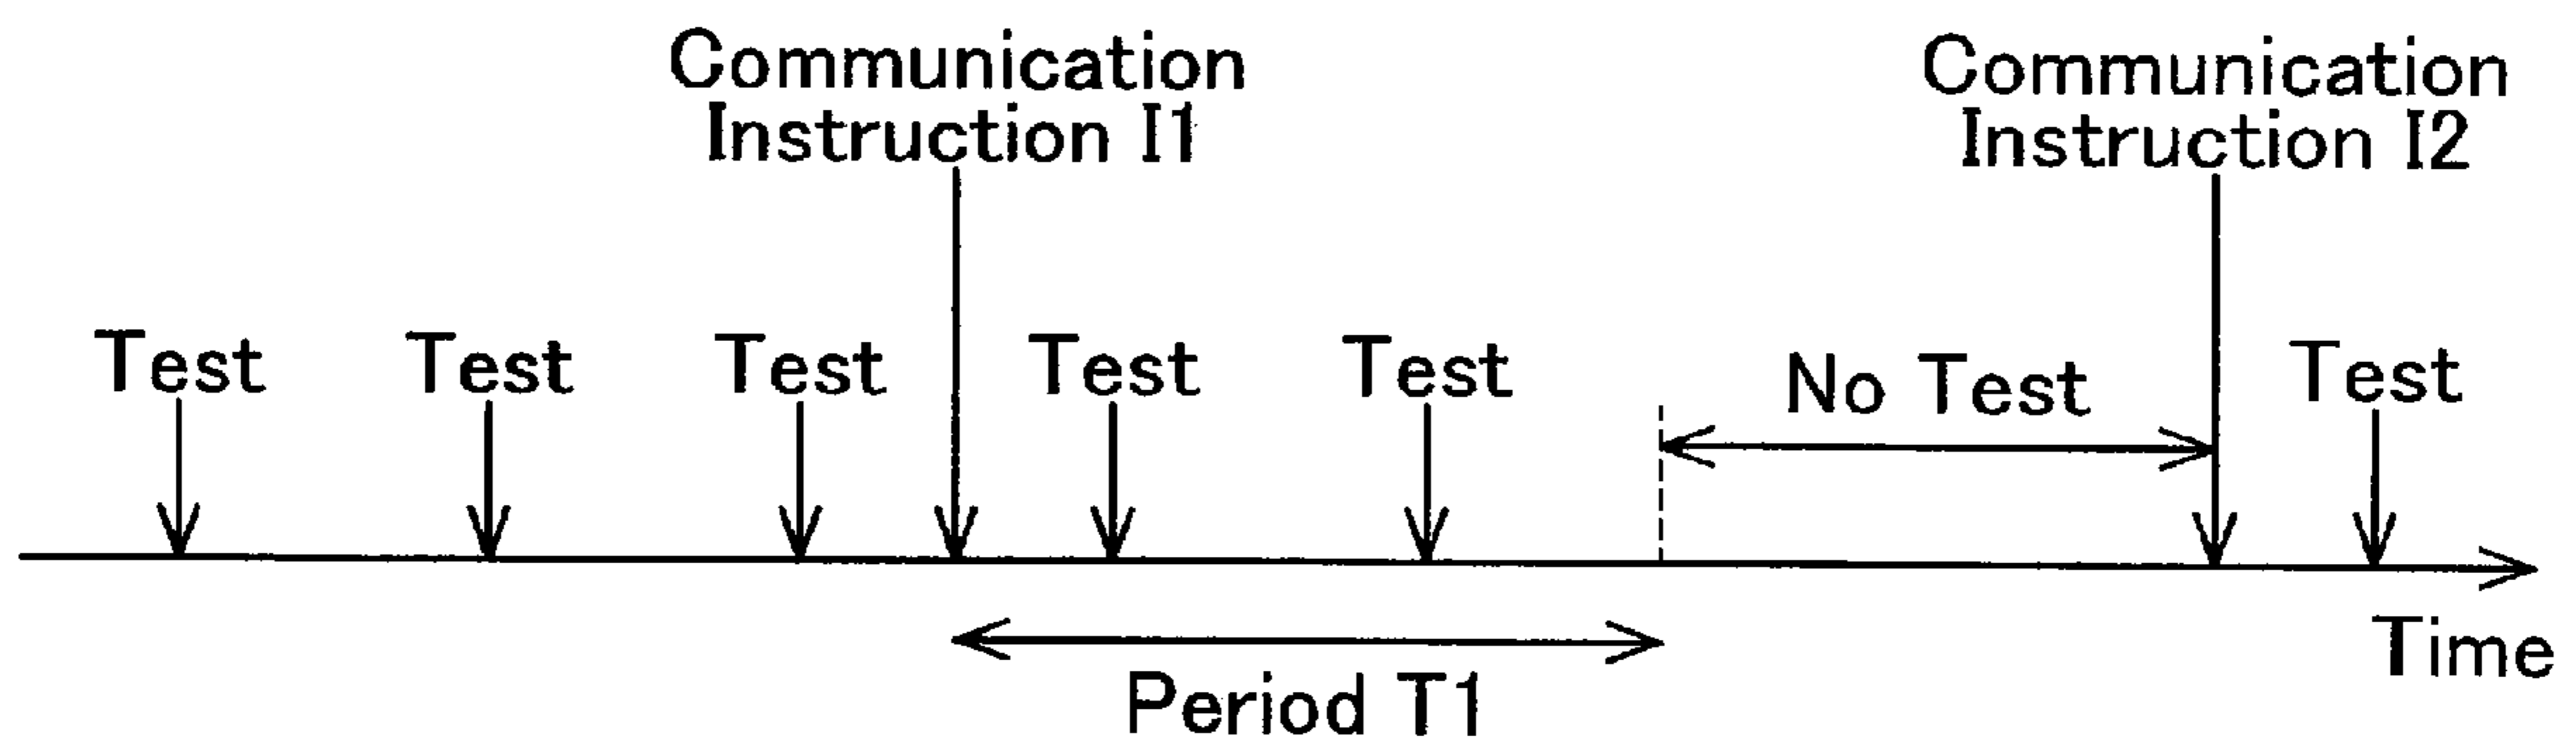 Communication
Instruction I1
Communication
Instruction I2
Test
Test
Test
Test
Test
No Test
Test
Period T1
Time